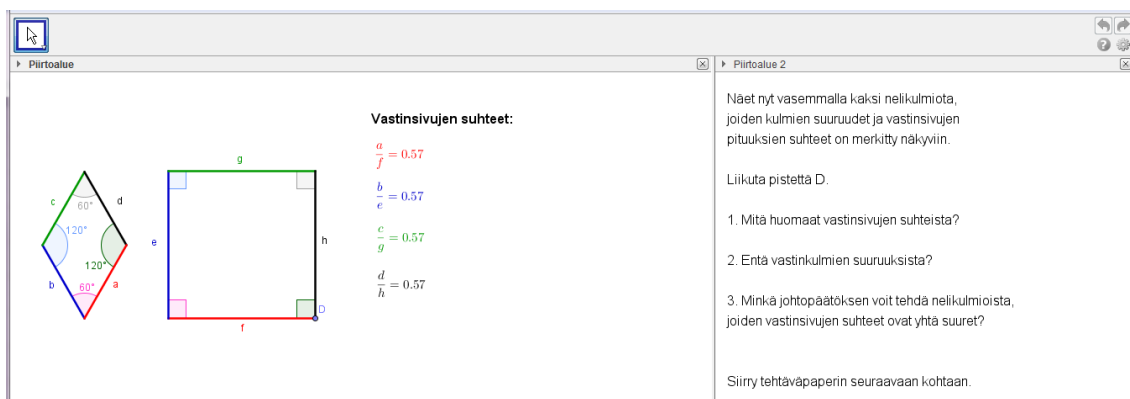 Piirtoalue
Piirtoalue 2
Vastinsivujen suhteet:
a/f = 0.57
b/e = 0.57
c/g = 0.57
d/h = 0.57
c
60°
d
120°
120°
b
60°
a
g
e
h
D
f
Näet nyt vasemmalla kaksi nelikulmiota,
joiden kulmien suuruudet ja vastinsivujen
pituuksien suhteet on merkitty näkyviin.
Liikuta pistettä D.
1. Mitä huomaat vastinsivujen suhteista?
2. Entä vastinkulmien suuruuksista?
3. Minkä johtopäätöksen voit tehdä nelikulmioista,
joiden vastinsivujen suhteet ovat yhtä suuret?
Siirry tehtäväpaperin seuraavaan kohtaan.